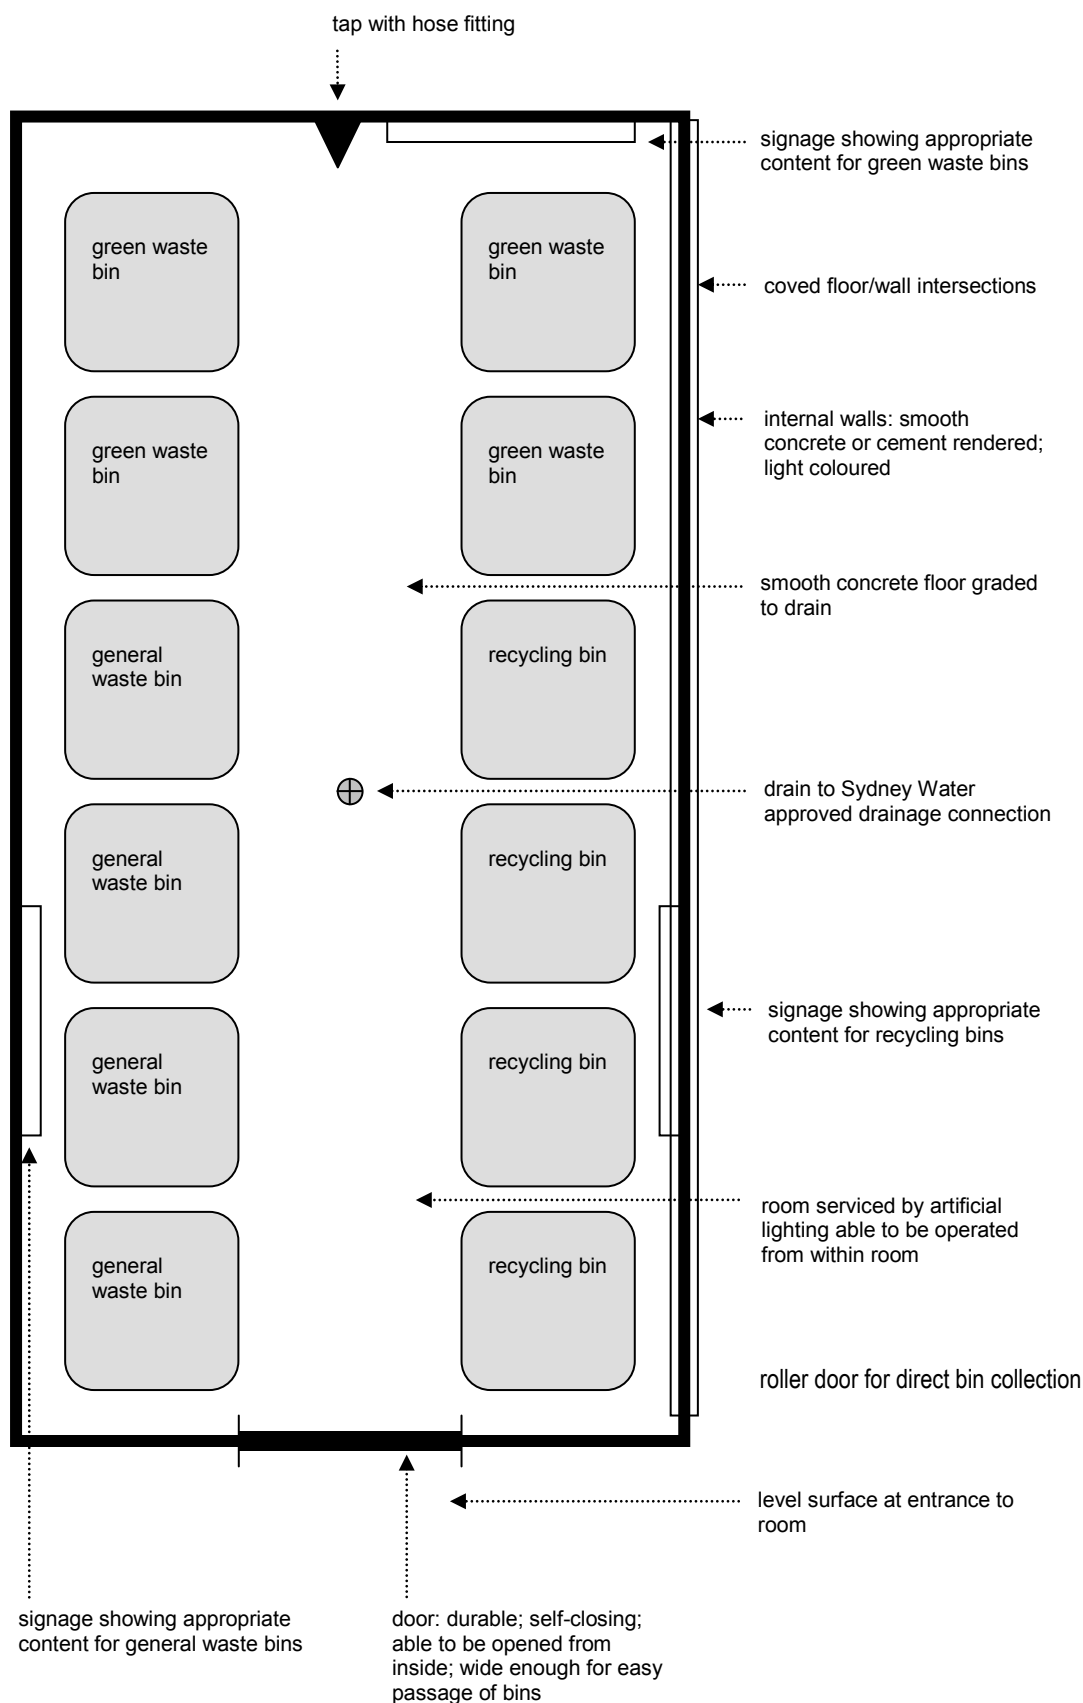 tap with hose fitting
signage showing appropriate
content for green waste bins
green waste
bin
green waste
bin
coved floor/wall intersections
internal walls: smooth
concrete or cement rendered;
light coloured
green waste
bin
green waste
bin
smooth concrete floor graded
to drain
general
waste bin
recycling bin
drain to Sydney Water
approved drainage connection
general
waste bin
recycling bin
signage showing appropriate
content for recycling bins
general
waste bin
recycling bin
room serviced by artificial
lighting able to be operated
from within room
general
waste bin
recycling bin
roller door for direct bin collection
level surface at entrance to
room
signage showing appropriate
content for general waste bins
door: durable; self-closing;
able to be opened from
inside; wide enough for easy
passage of bins